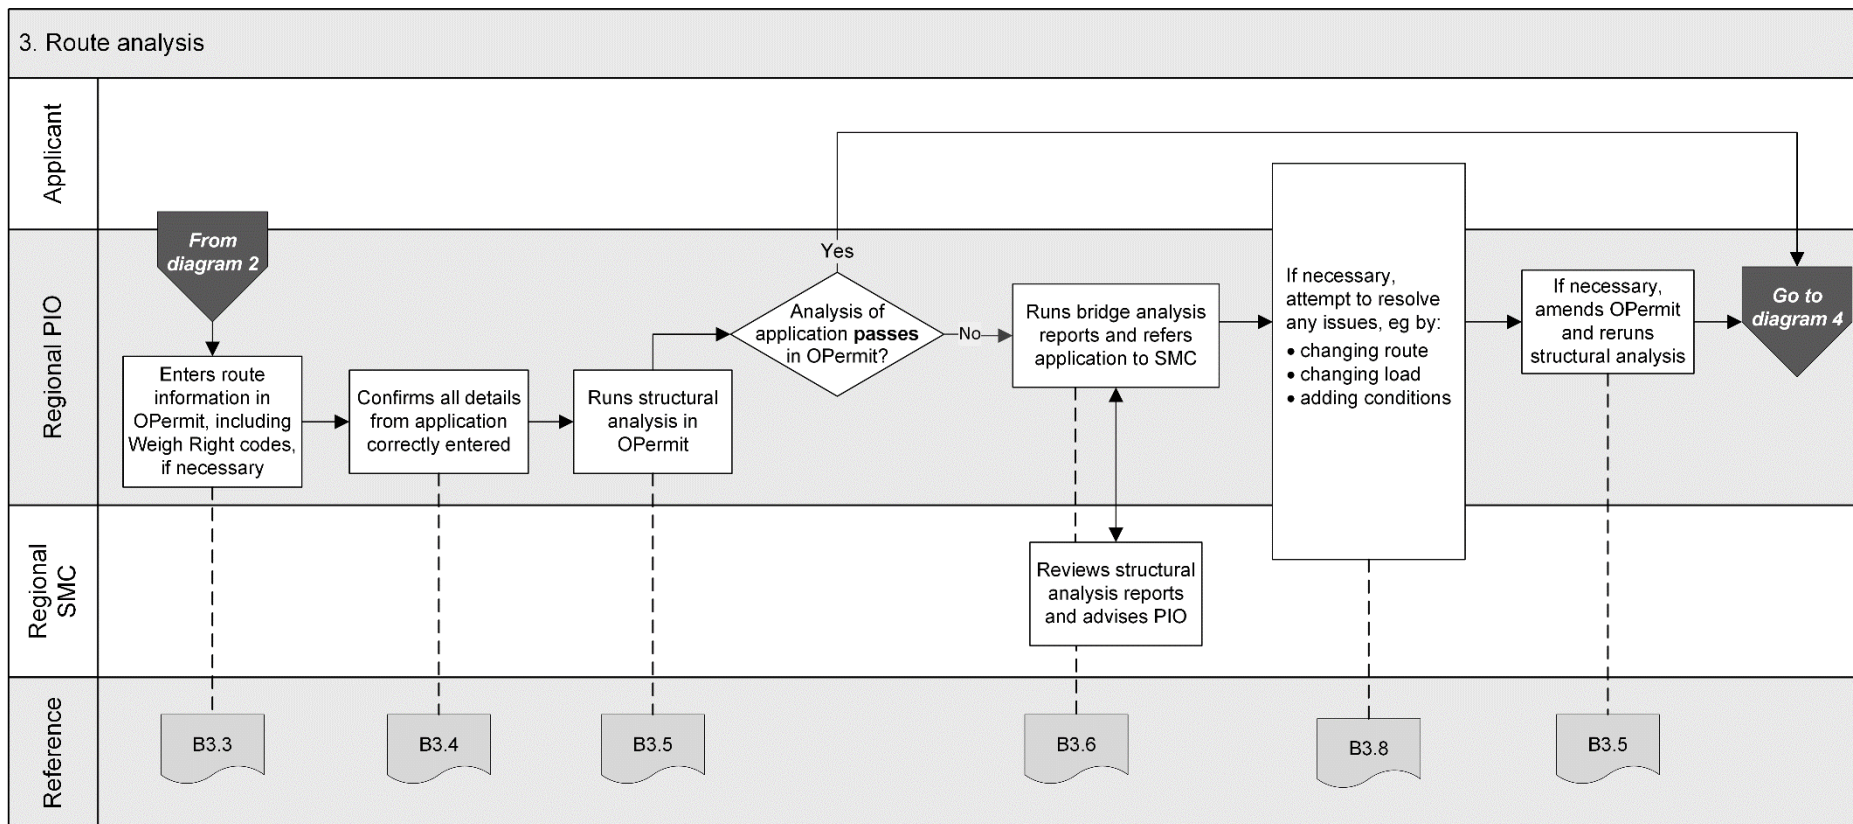 3. Route analysis
Applicant
Regional PIO
Regional
SMC
Reference
From
diagram 2
Enters route
information in
OPermit, including
Weigh Right codes,
if necessary
Confirms all details
from application
correctly entered
Runs structural
analysis in
OPermit
Yes
Analysis of
application passes
in OPermit?
No
Runs bridge analysis
reports and refers
application to SMC
Reviews structural
analysis reports
and advises PIO
If necessary,
attempt to resolve
any issues, eg by:
• changing route
• changing load
• adding conditions
If necessary,
amends OPermit
and reruns
structural analysis
Go to
diagram 4
B3.3
B3.4
B3.5
B3.6
B3.8
B3.5